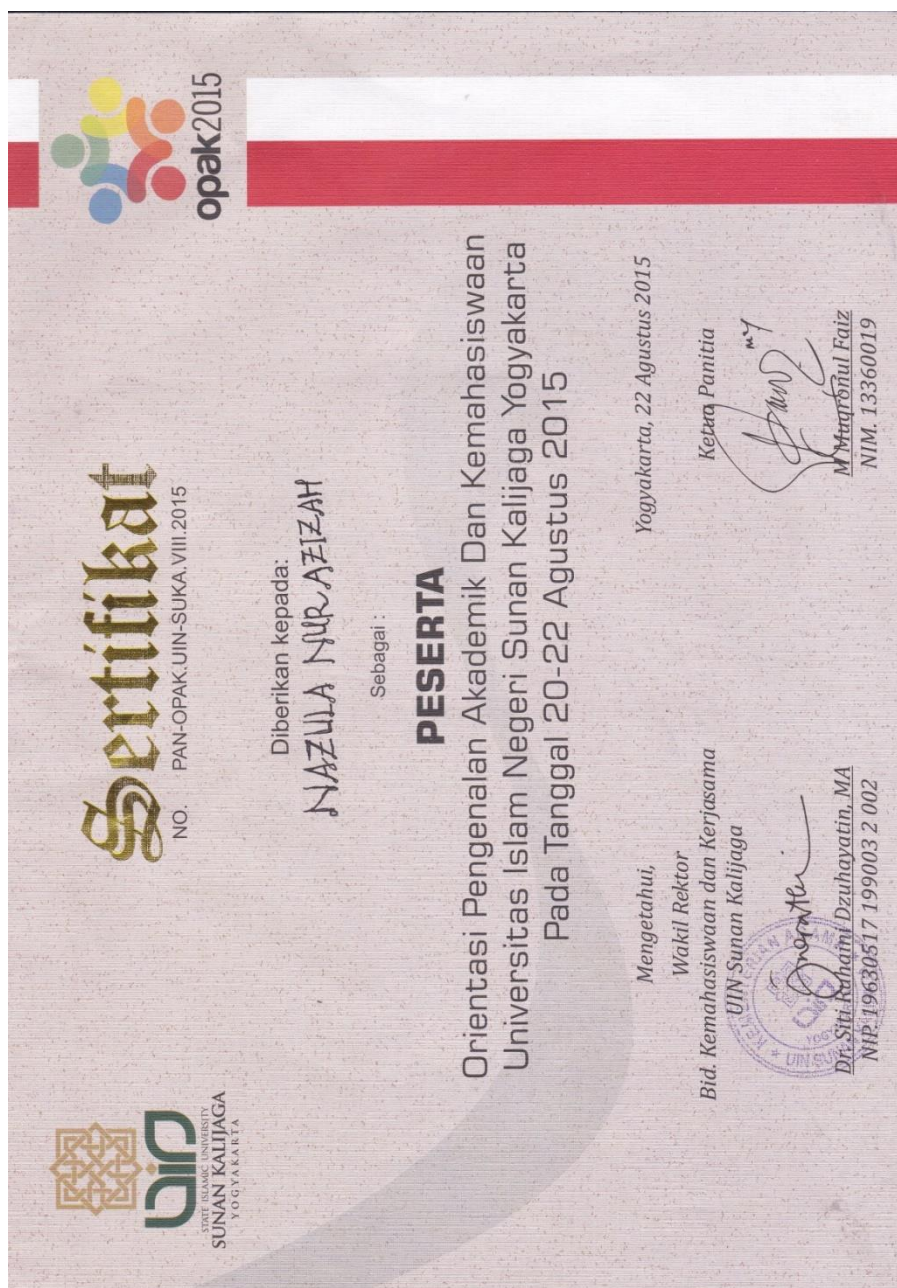 STATE ISLAMIC UNIVERSITY
SUNAN KALIJAGA
YOGYAKARTA
opak2015
Sertifikat
NO. PAN-OPAK.UIN-SUKA.VIII.2015
Diberikan kepada:
NAZULA NUR AZIZAH
Sebagai :
PESERTA
Orientasi Pengenalan Akademik Dan Kemahasiswaan
Universitas Islam Negeri Sunan Kalijaga Yogyakarta
Pada Tanggal 20-22 Agustus 2015
Yogyakarta, 22 Agustus 2015
Mengetahui,
Wakil Rektor
Bid. Kemahasiswaan dan Kerjasama
UIN Sunan Kalijaga
Dr. Siti Ruhaini Dzuhayatin, MA
NIP. 19630517 199003 2 002
Ketua Panitia
M Muqronul Faiz
NIM. 13360019